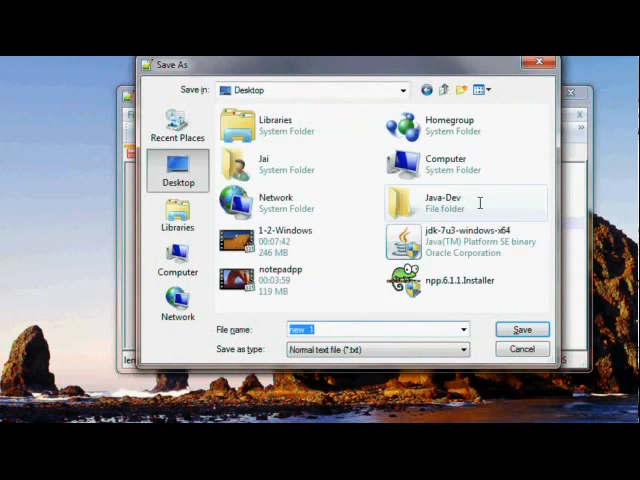 Save As
Save in:
Desktop
Recent Places
Desktop
Libraries
Computer
Network
Libraries
System Folder
Homegroup
System Folder
Jai
System Folder
Computer
System Folder
Network
System Folder
Java-Dev
File folder
1-2-Windows
00:07:42
246 MB
jdk-7u3-windows-x64
Java(TM) Platform SE binary
Oracle Corporation
notepadpp
00:03:59
119 MB
npp.6.1.1.Installer
File name:
new 1
Save
Save as type:
Normal text file (*.txt)
Cancel